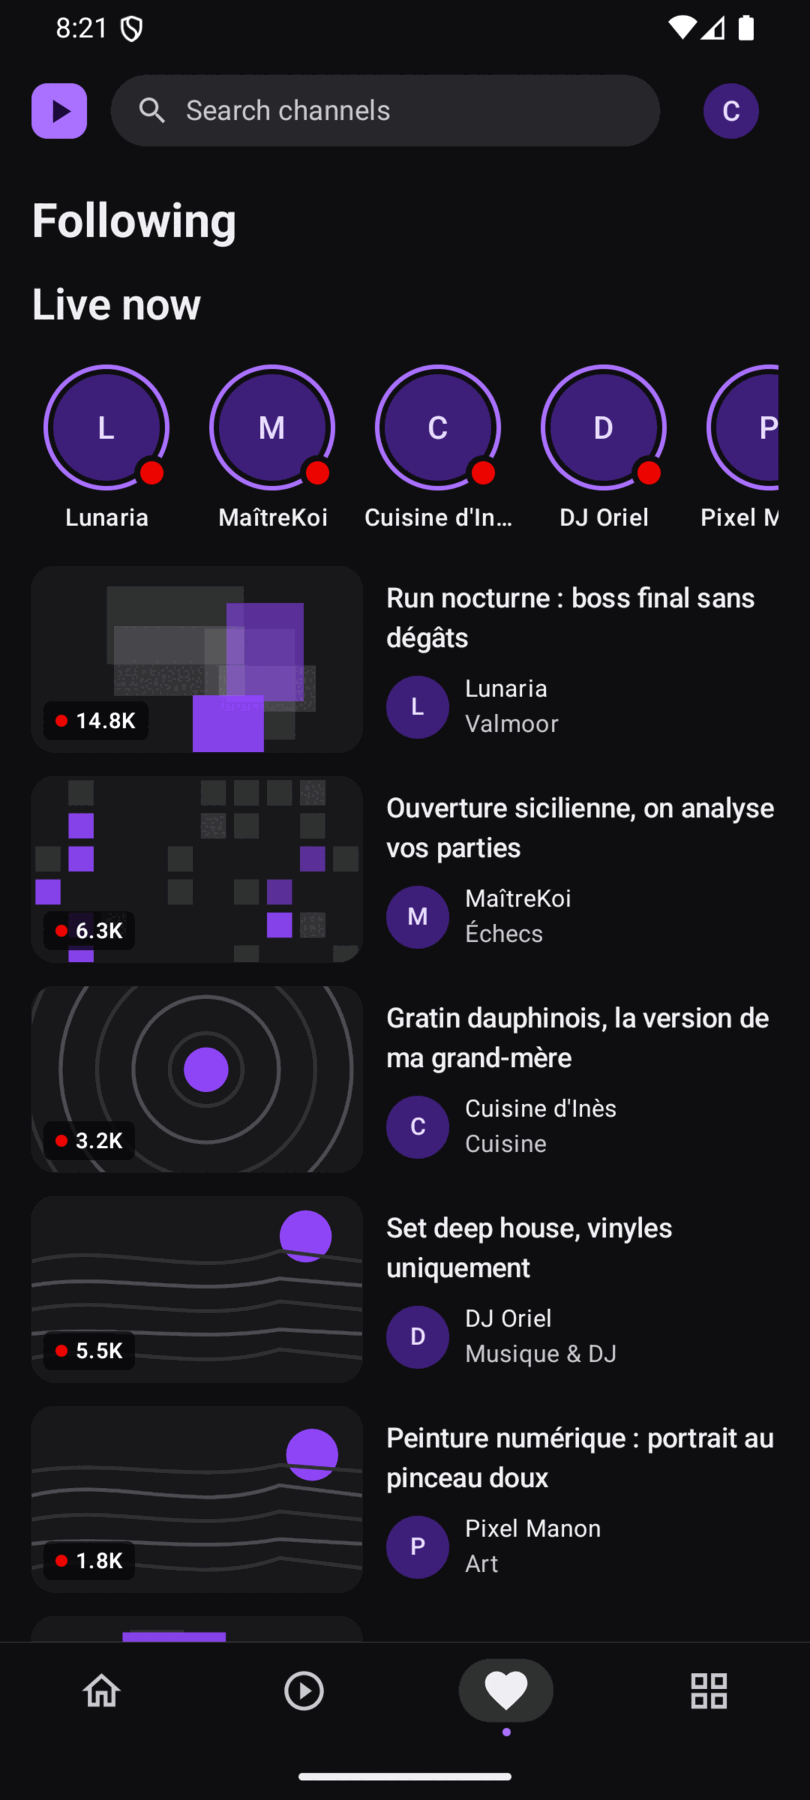 8:21
Search channels
C
Following
Live now
L
M
C
D
P
Lunaria
MaîtreKoi
Cuisine d'In...
DJ Oriel
Pixel M
Run nocturne : boss final sans
dégâts
L
Lunaria
Valmoor
14.8K
Ouverture sicilienne, on analyse
vos parties
M
MaîtreKoi
Échecs
6.3K
Gratin dauphinois, la version de
ma grand-mère
C
Cuisine d'Inès
Cuisine
3.2K
Set deep house, vinyles
uniquement
D
DJ Oriel
Musique & DJ
5.5K
Peinture numérique : portrait au
pinceau doux
P
Pixel Manon
Art
1.8K